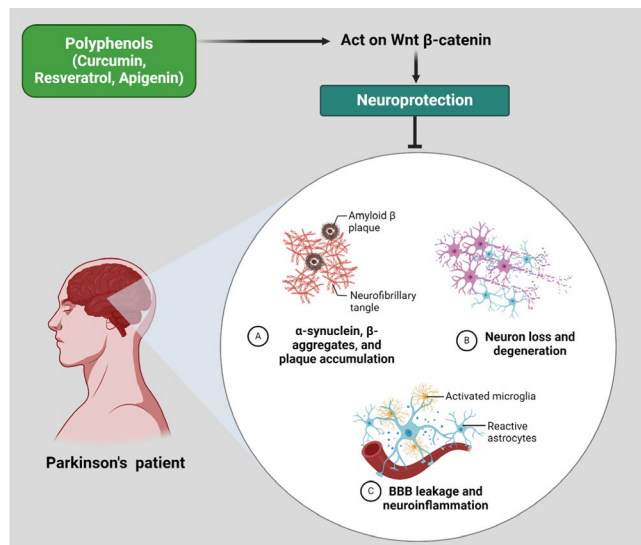 Polyphenols
(Curcumin,
Resveratrol, Apigenin)
Act on Wnt β-catenin
Neuroprotection
Amyloid β
plaque
Neurofibrillary
tangle
A
α-synuclein, β-
aggregates, and
plaque accumulation
B
Neuron loss and
degeneration
Activated microglia
Reactive
astrocytes
C
BBB leakage and
neuroinflammation
Parkinson's patient